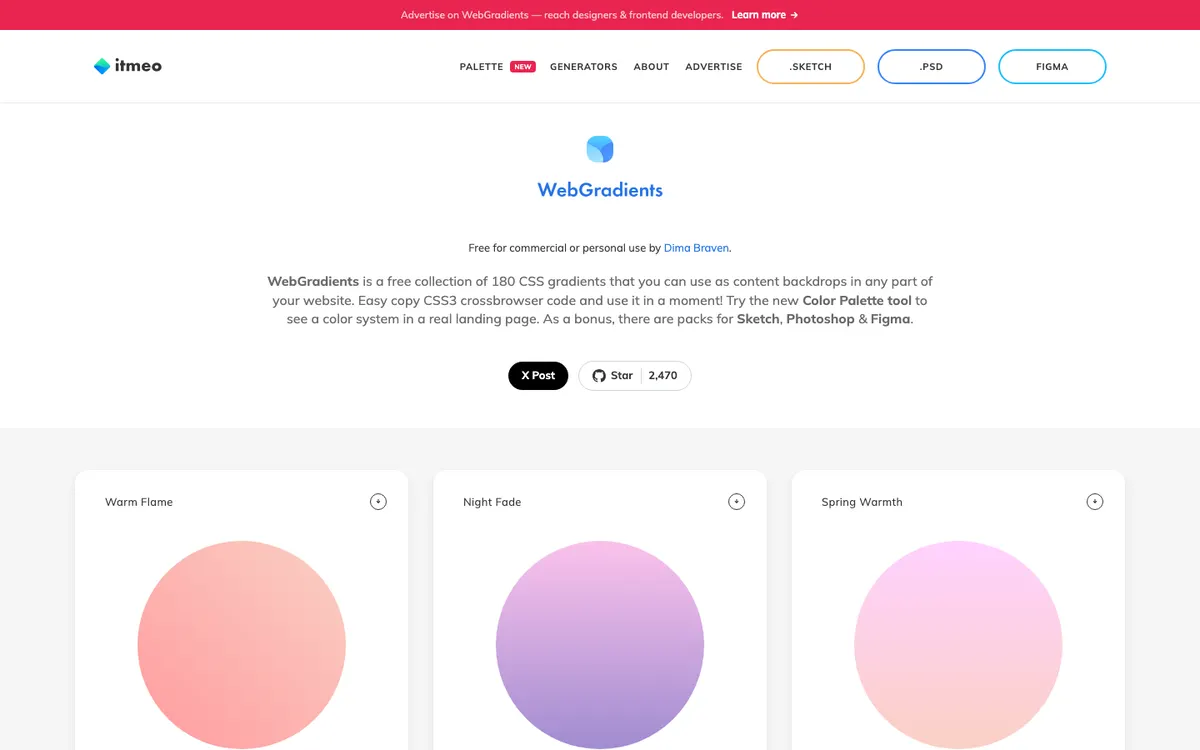 Advertise on WebGradients — reach designers & frontend developers. Learn more →
itmeo
PALETTE NEW GENERATORS ABOUT ADVERTISE .SKETCH .PSD FIGMA
WebGradients
Free for commercial or personal use by Dima Braven.
WebGradients is a free collection of 180 CSS gradients that you can use as content backdrops in any part of
your website. Easy copy CSS3 crossbrowser code and use it in a moment! Try the new Color Palette tool to
see a color system in a real landing page. As a bonus, there are packs for Sketch, Photoshop & Figma.
X Post
Star 2,470
Warm Flame
Night Fade
Spring Warmth